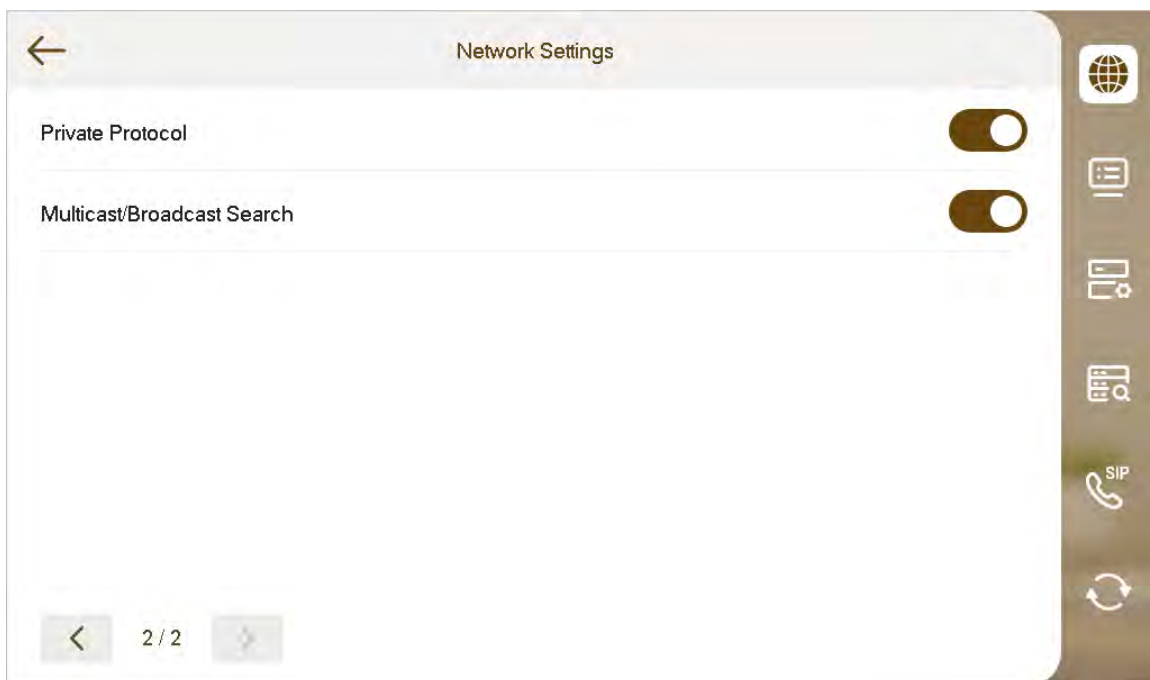 Network Settings
Private Protocol
Multicast/Broadcast Search
SIP
2 / 2